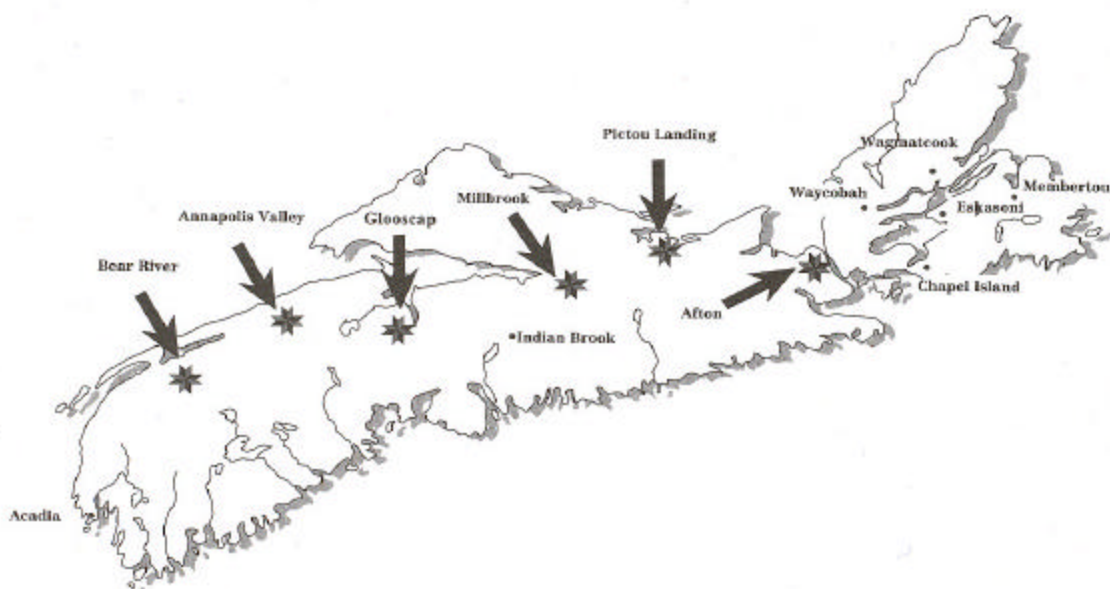 Pictou Landing
Wagmatcook
Waycobah
Membertou
Millbrook
Eskasoni
Annapolis Valley
Glooscap
Bear River
Chapel Island
Afton
Indian Brook
Acadia